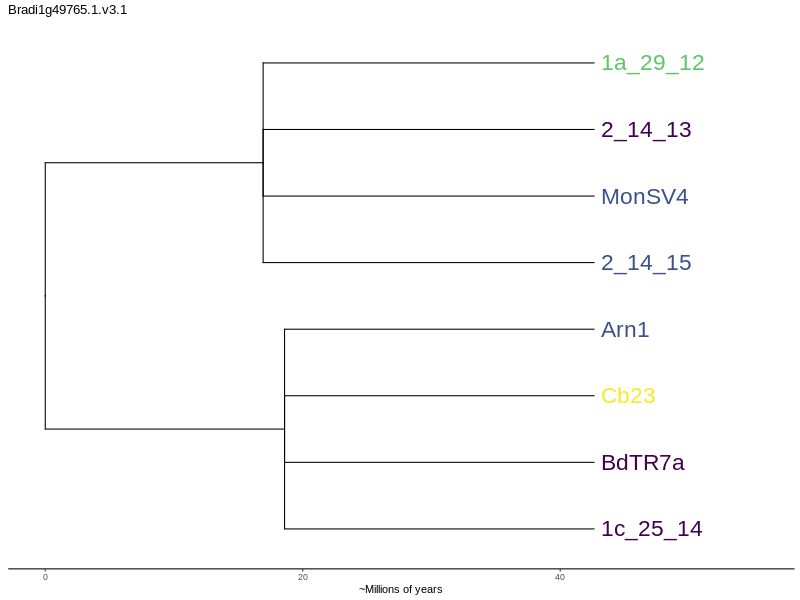 Bradi1g49765.1.v3.1
1a_29_12
2_14_13
MonSV4
2_14_15
Arn1
Cb23
BdTR7a
1c_25_14
0 20 40
~Millions of years